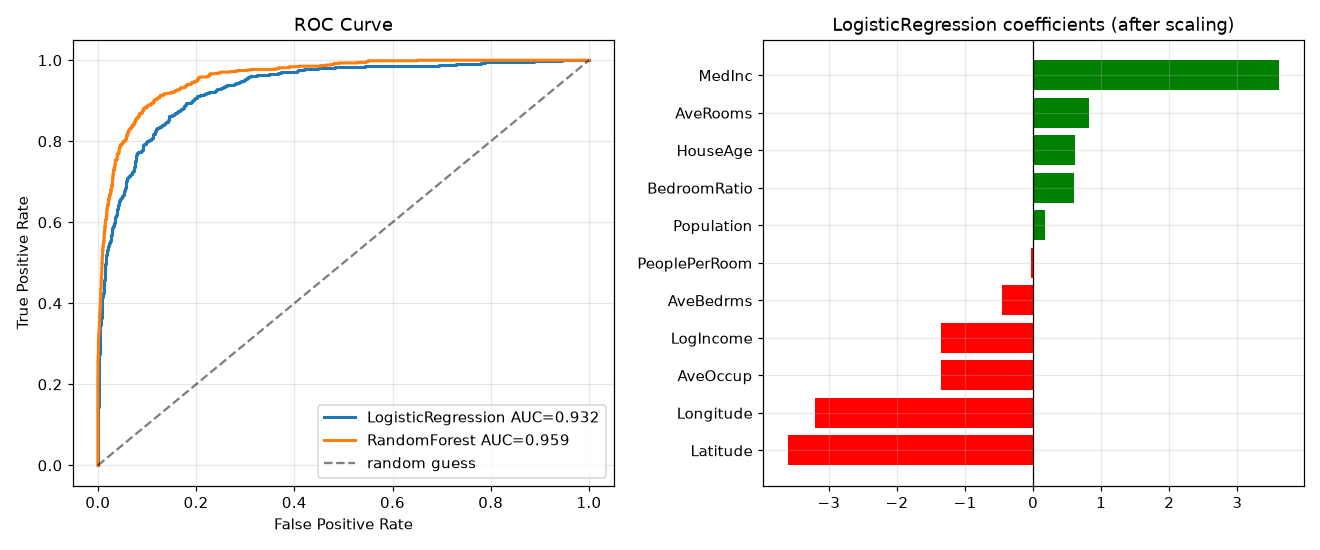 ROC Curve
True Positive Rate
1.0
0.8
0.6
0.4
0.2
0.0
LogisticRegression AUC=0.932
RandomForest AUC=0.959
random guess
0.0 0.2 0.4 0.6 0.8 1.0
False Positive Rate
LogisticRegression coefficients (after scaling)
MedInc
AveRooms
HouseAge
BedroomRatio
Population
PeoplePerRoom
AveBedrms
LogIncome
AveOccup
Longitude
Latitude
−3 −2 −1 0 1 2 3